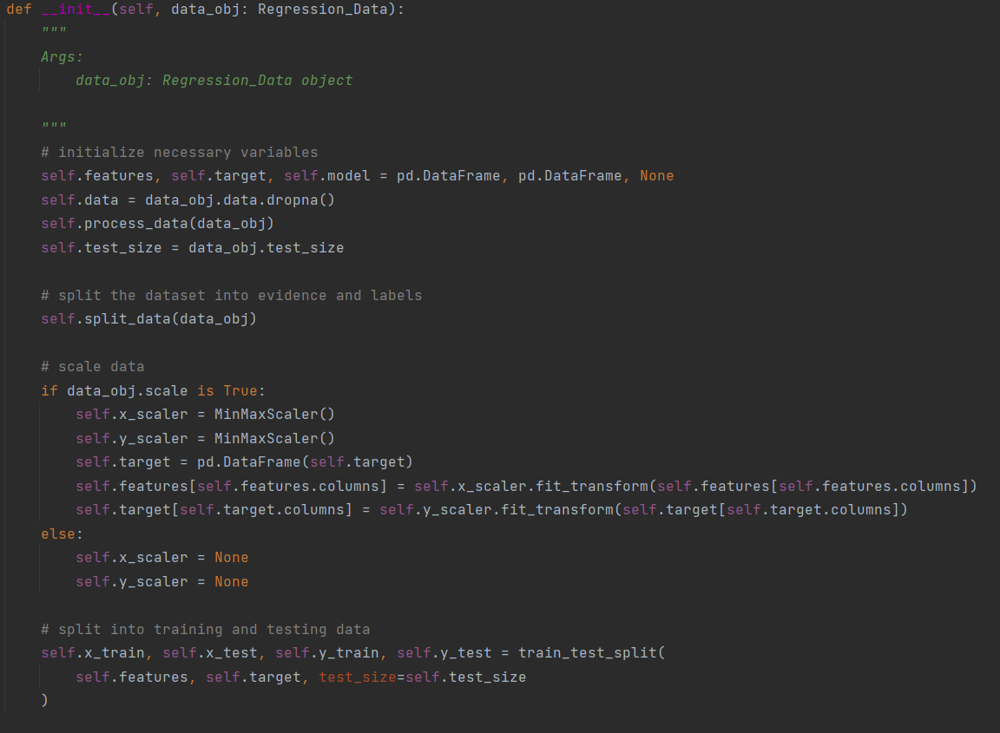 def __init__(self, data_obj: Regression_Data):
    """
    Args:
        data_obj: Regression_Data object

    """
    # initialize necessary variables
    self.features, self.target, self.model = pd.DataFrame, pd.DataFrame, None
    self.data = data_obj.data.dropna()
    self.process_data(data_obj)
    self.test_size = data_obj.test_size

    # split the dataset into evidence and labels
    self.split_data(data_obj)

    # scale data
    if data_obj.scale is True:
        self.x_scaler = MinMaxScaler()
        self.y_scaler = MinMaxScaler()
        self.target = pd.DataFrame(self.target)
        self.features[self.features.columns] = self.x_scaler.fit_transform(self.features[self.features.columns])
        self.target[self.target.columns] = self.y_scaler.fit_transform(self.target[self.target.columns])
    else:
        self.x_scaler = None
        self.y_scaler = None

    # split into training and testing data
    self.x_train, self.x_test, self.y_train, self.y_test = train_test_split(
        self.features, self.target, test_size=self.test_size
    )